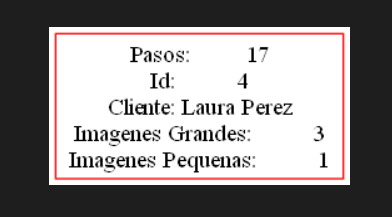 Pasos: 17
Id: 4
Cliente: Laura Perez
Imagenes Grandes: 3
Imagenes Pequenas: 1